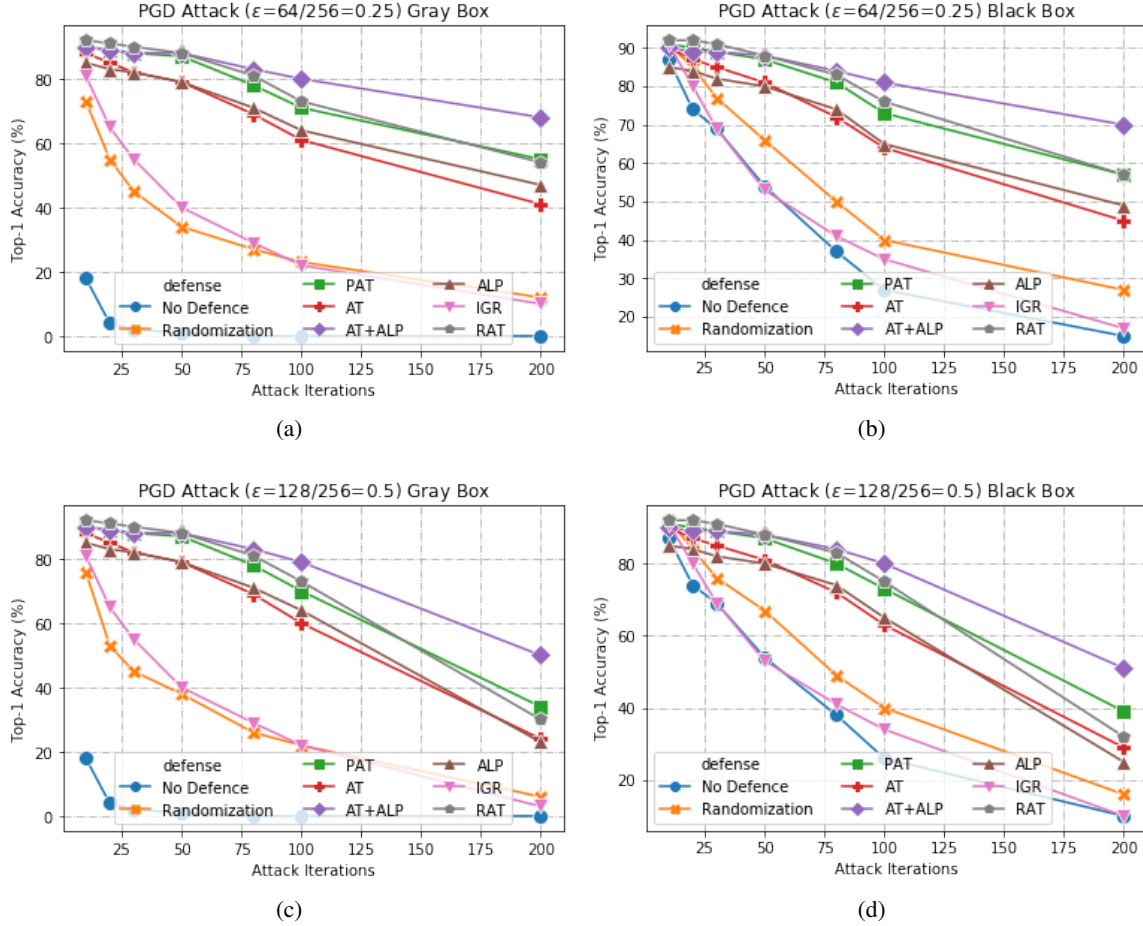 PGD Attack (ε=64/256=0.25) Gray Box
Top-1 Accuracy (%)
80
60
40
20
0
defense
No Defence
Randomization
PAT
AT
AT+ALP
ALP
IGR
RAT
25 50 75 100 125 150 175 200
Attack Iterations
(a)
PGD Attack (ε=64/256=0.25) Black Box
Top-1 Accuracy (%)
90
80
70
60
50
40
30
20
defense
No Defence
Randomization
PAT
AT
AT+ALP
ALP
IGR
RAT
25 50 75 100 125 150 175 200
Attack Iterations
(b)
PGD Attack (ε=128/256=0.5) Gray Box
Top-1 Accuracy (%)
80
60
40
20
0
defense
No Defence
Randomization
PAT
AT
AT+ALP
ALP
IGR
RAT
25 50 75 100 125 150 175 200
Attack Iterations
(c)
PGD Attack (ε=128/256=0.5) Black Box
Top-1 Accuracy (%)
80
60
40
20
defense
No Defence
Randomization
PAT
AT
AT+ALP
ALP
IGR
RAT
25 50 75 100 125 150 175 200
Attack Iterations
(d)